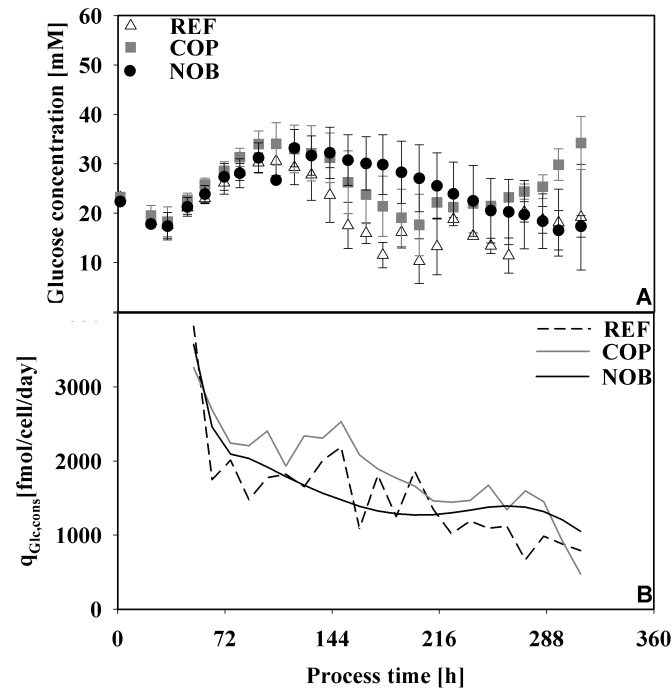 60
50
40
30
20
10
Glucose concentration [mM]
REF
COP
NOB
A
3000
2000
1000
0
qGlc,cons[fmol/cell/day]
REF
COP
NOB
B
0 72 144 216 288 360
Process time [h]